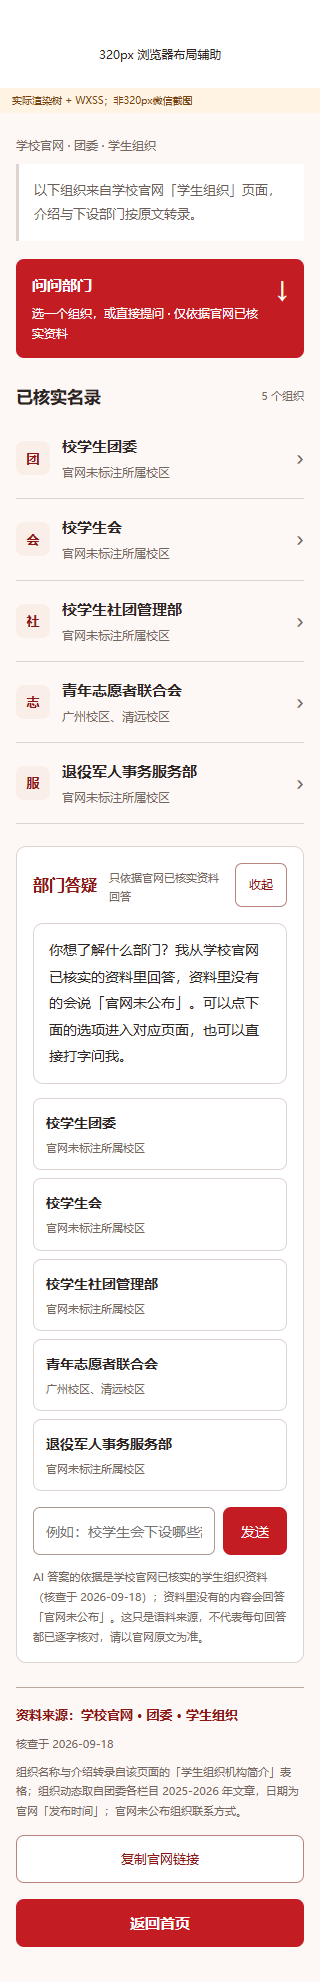 320px 浏览器布局辅助
实际渲染树 + WXSS；非320px微信截图
学校官网 · 团委 · 学生组织
以下组织来自学校官网「学生组织」页面，
介绍与下设部门按原文转录。
问问部门
↓
选一个组织，或直接提问 · 仅依据官网已核
实资料
已核实名录
5 个组织
团
校学生团委
官网未标注所属校区
›
会
校学生会
官网未标注所属校区
›
社
校学生社团管理部
官网未标注所属校区
›
志
青年志愿者联合会
广州校区、清远校区
›
服
退役军人事务服务部
官网未标注所属校区
›
部门答疑
只依据官网已核实资料
回答
收起
你想了解什么部门？我从学校官网
已核实的资料里回答，资料里没有
的会说「官网未公布」。可以点下
面的选项进入对应页面，也可以直
接打字问我。
校学生团委
官网未标注所属校区
校学生会
官网未标注所属校区
校学生社团管理部
官网未标注所属校区
青年志愿者联合会
广州校区、清远校区
退役军人事务服务部
官网未标注所属校区
例如：校学生会下设哪些
发送
AI 答案的依据是学校官网已核实的学生组织资料
（核查于 2026-09-18）；资料里没有的内容会回答
「官网未公布」。这只是语料来源，不代表每句回答
都已逐字核对，请以官网原文为准。
资料来源：学校官网 · 团委 · 学生组织
核查于 2026-09-18
组织名称与介绍转录自该页面的「学生组织机构简介」表
格；组织动态取自团委各栏目 2025-2026 年文章，日期为
官网「发布时间」；官网未公布组织联系方式。
复制官网链接
返回首页